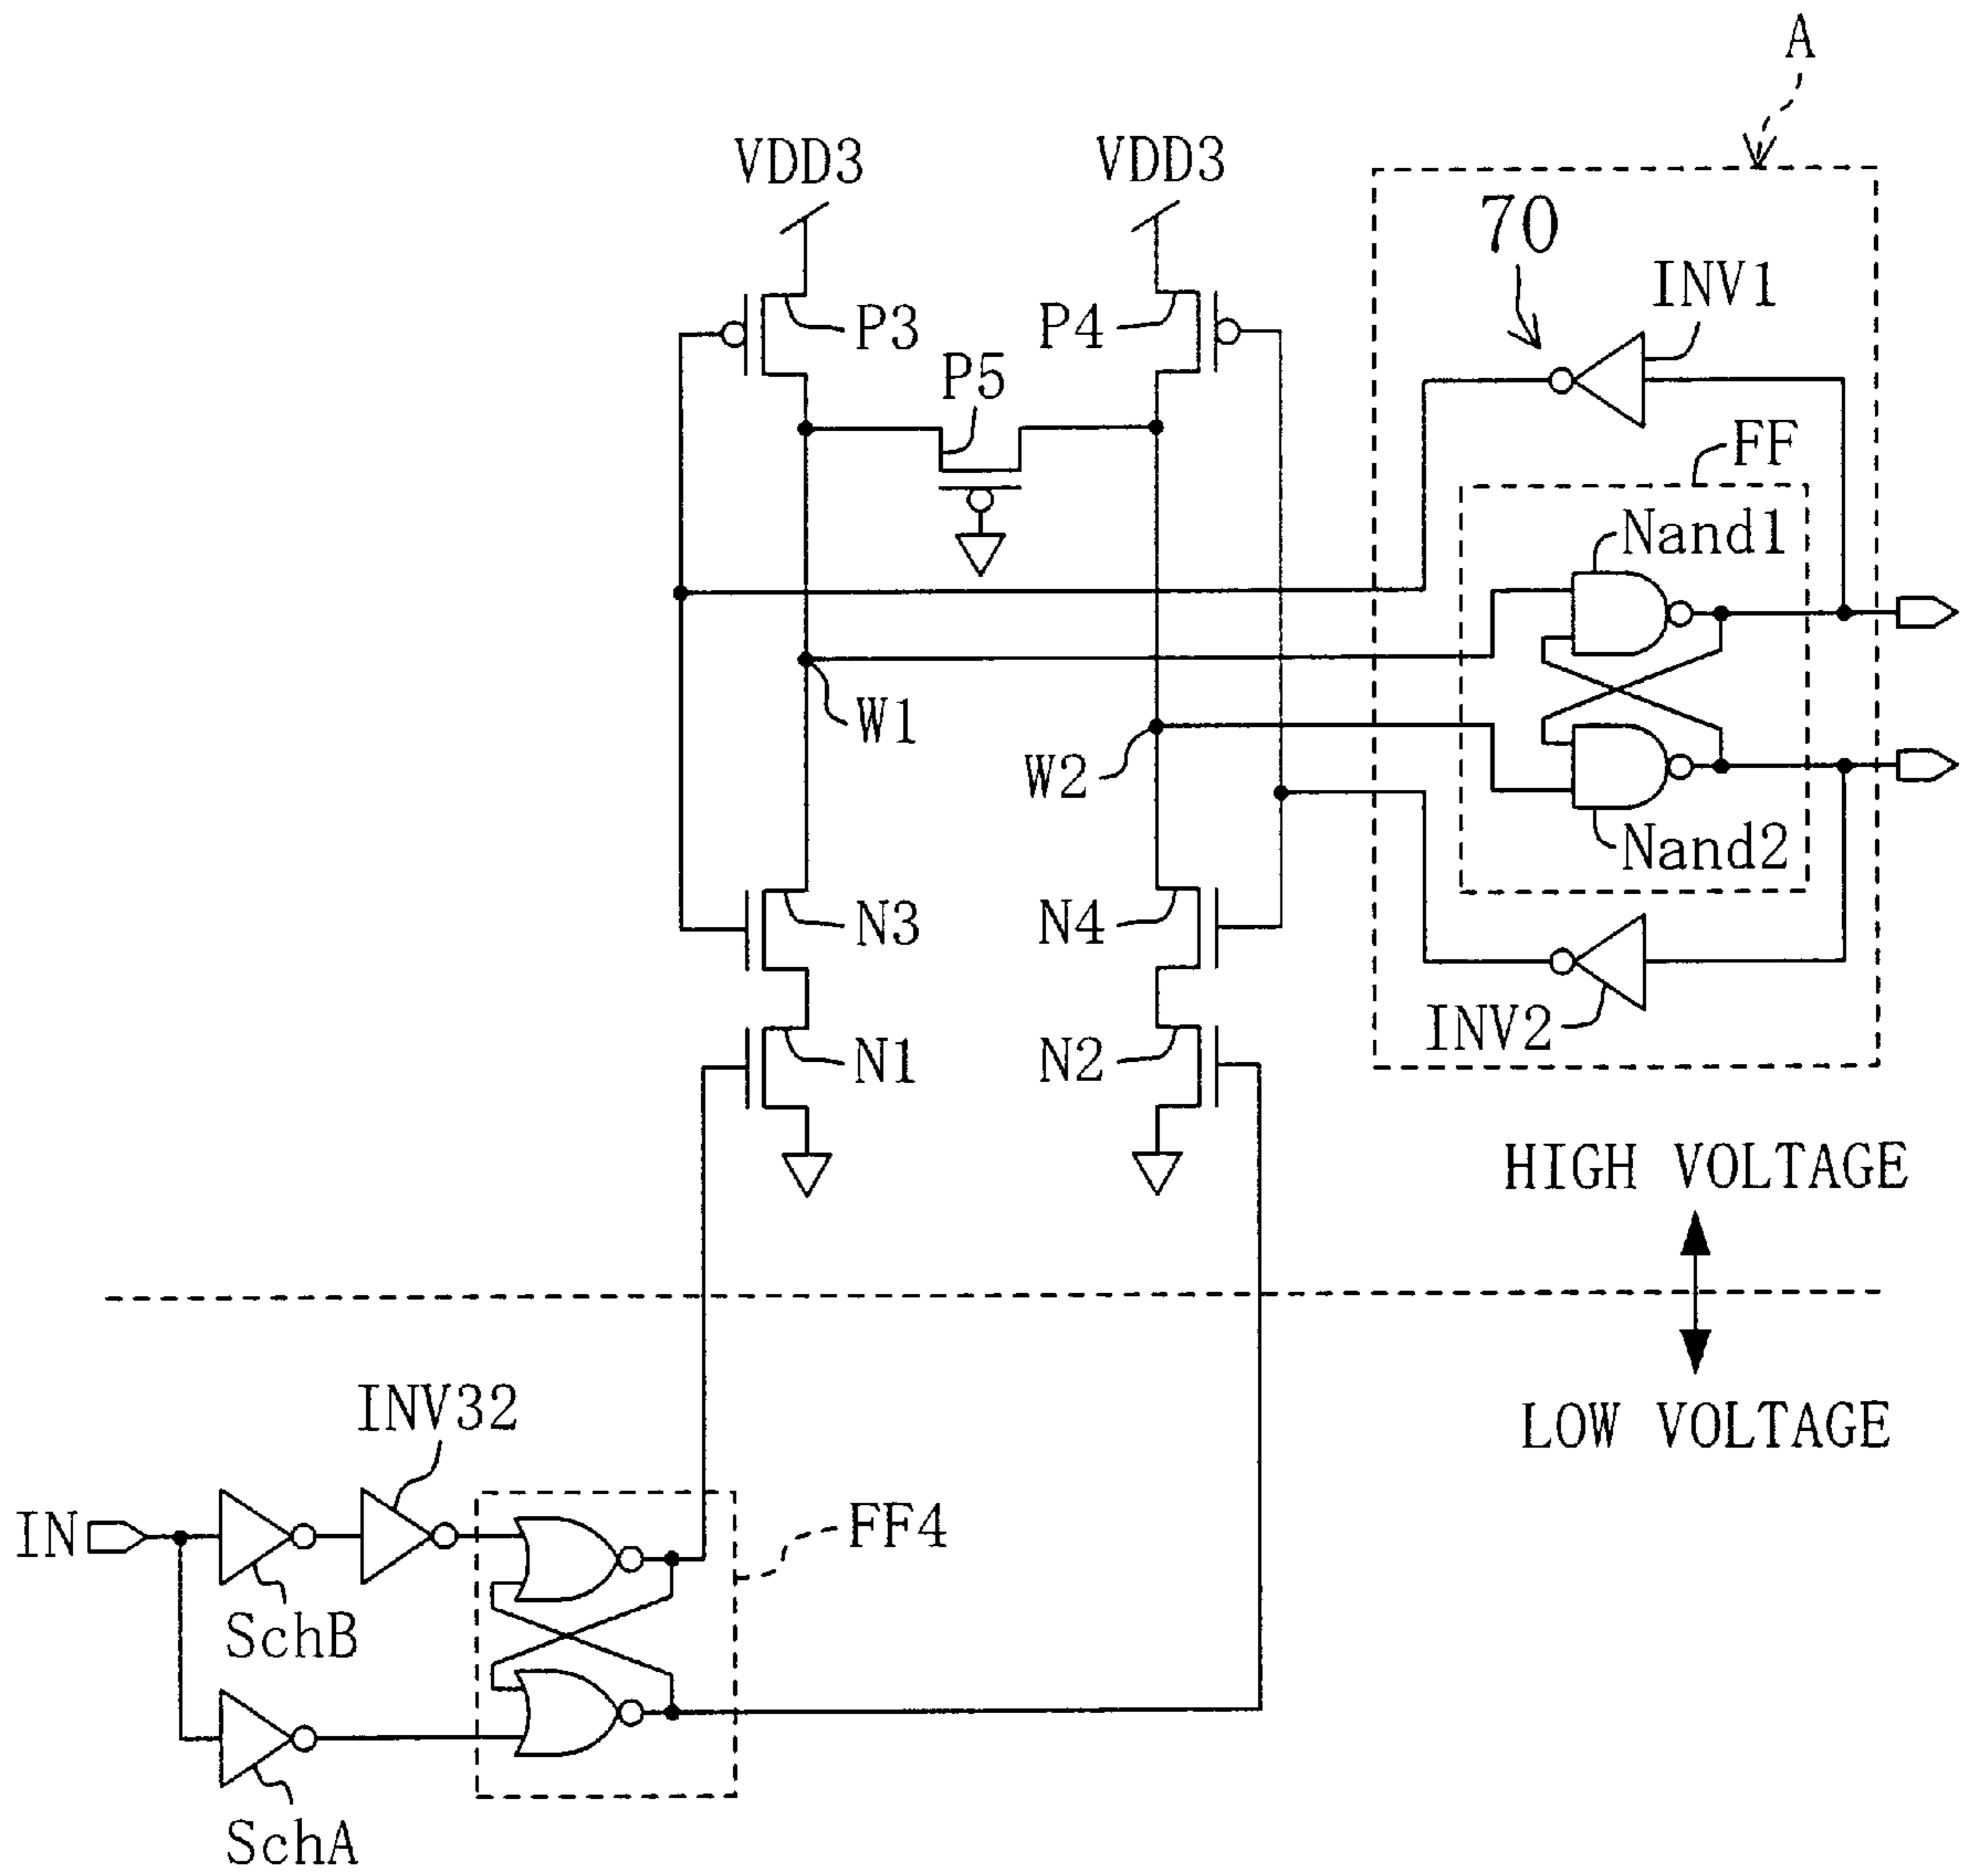 A
VDD3
VDD3
70
INV1
P3
P4
P5
FF
Nand1
W1
W2
Nand2
N3
N4
INV2
N1
N2
HIGH VOLTAGE
LOW VOLTAGE
INV32
IN
FF4
SchB
SchA